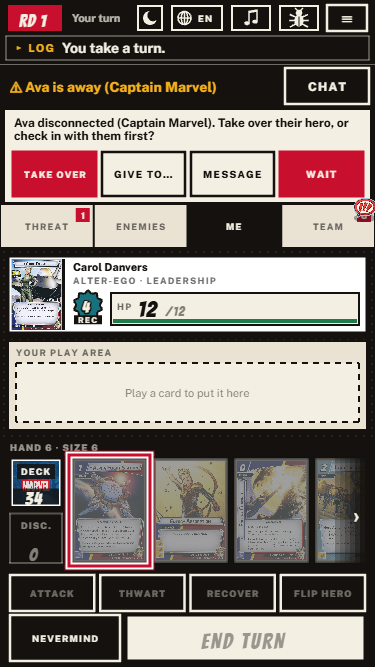 RD 1 Your turn EN
▸ LOG You take a turn.
⚠ Ava is away (Captain Marvel) CHAT
Ava disconnected (Captain Marvel). Take over their hero, or
check in with them first?
TAKE OVER GIVE TO... MESSAGE WAIT
THREAT 1 ENEMIES ME TEAM
Carol Danvers
ALTER-EGO · LEADERSHIP
4 REC HP 12 /12
YOUR PLAY AREA
Play a card to put it here
HAND 6 · SIZE 6
DECK
MARVEL
34
DISC.
0
ATTACK THWART RECOVER FLIP HERO
NEVERMIND END TURN